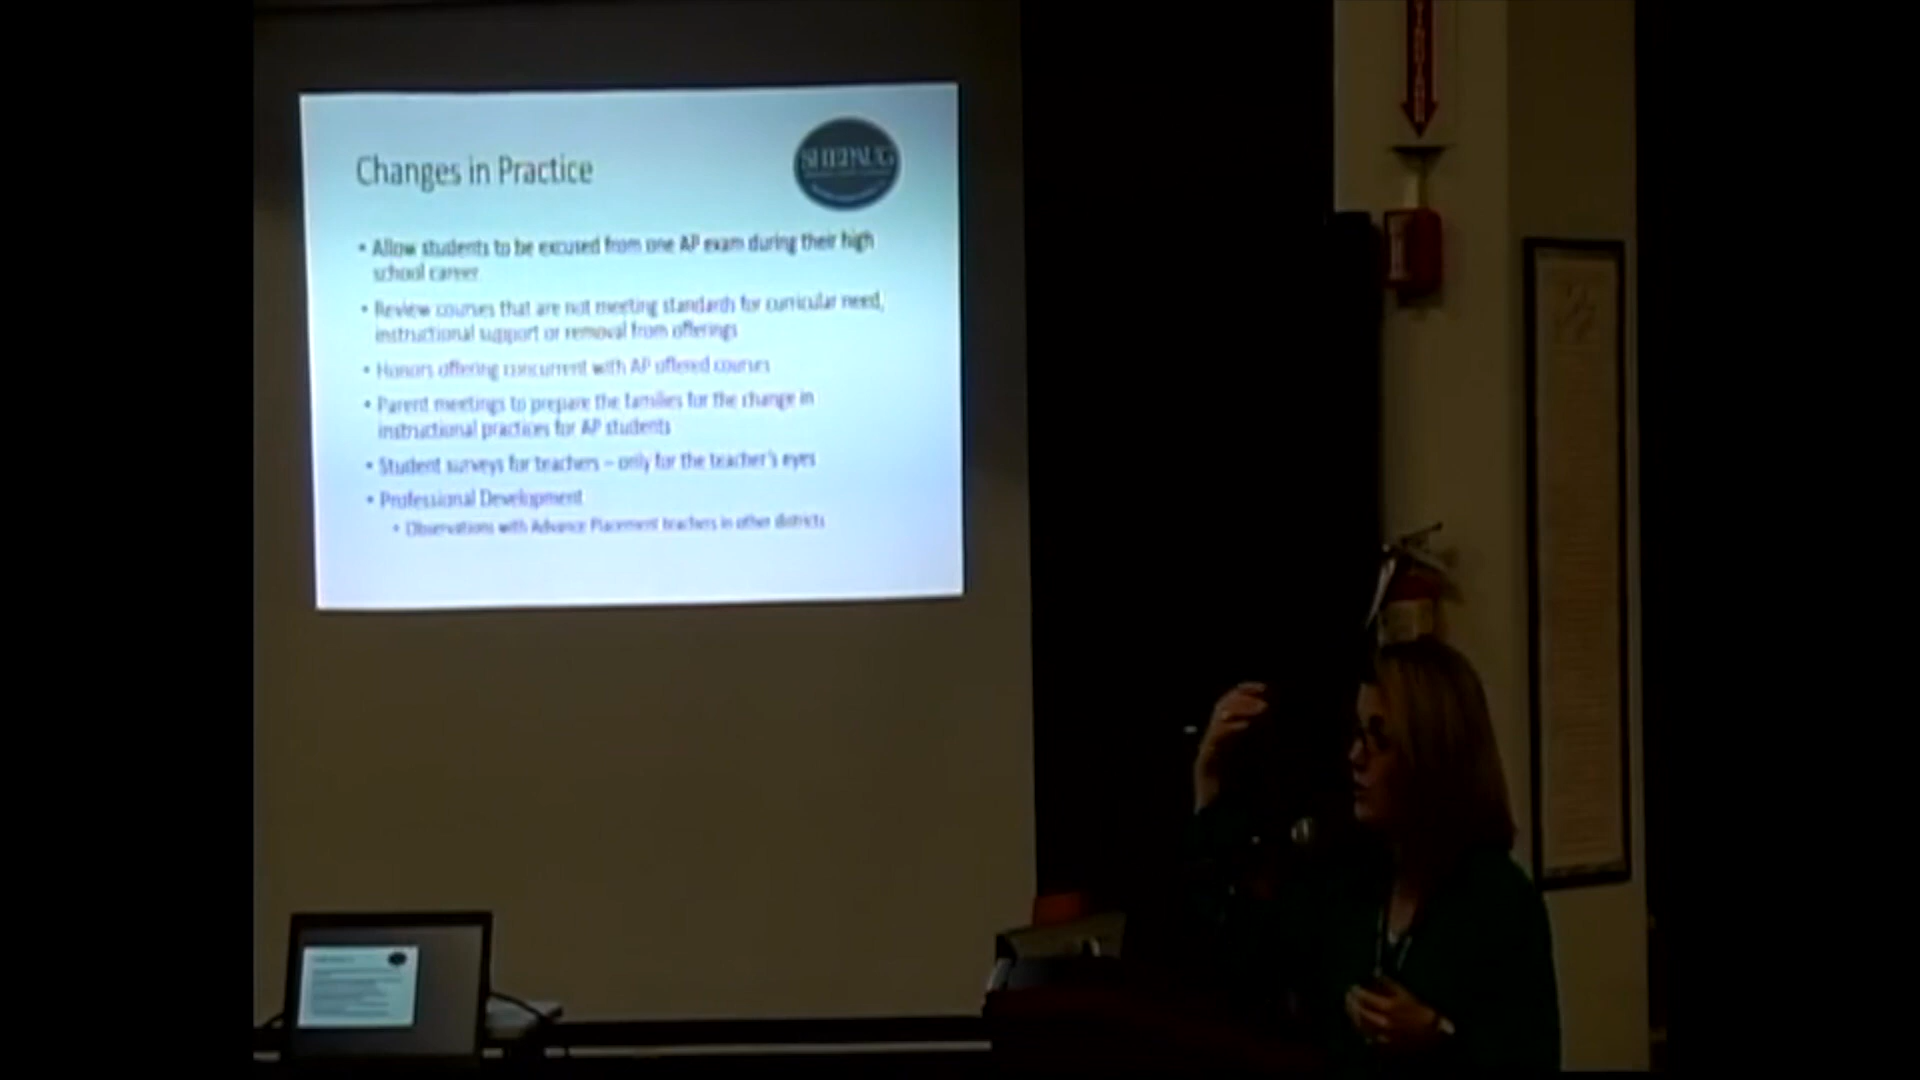 Changes in Practice
SHEPAUG
• Allow students to be excused from one AP exam during their high
school career
• Review courses that are not meeting standards for curricular need,
instructional support or removal from offerings
• Honors offering concurrent with AP offered courses
• Parent meetings to prepare the families for the change in
instructional practices for AP students
• Student surveys for teachers – only for the teacher's eyes
• Professional Development
• Observations with Advance Placement teachers in other districts